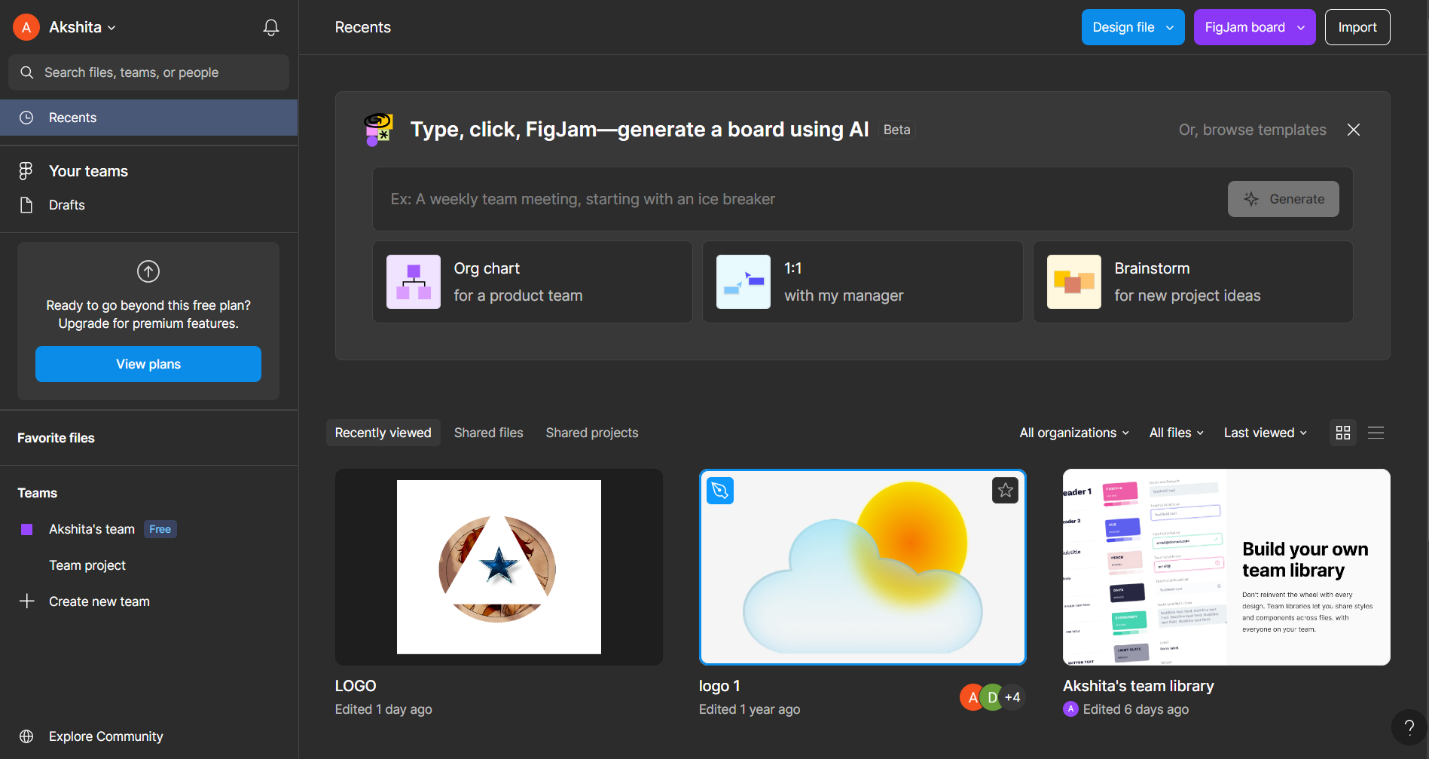 A Akshita
Search files, teams, or people
Recents
Your teams
Drafts
Ready to go beyond this free plan?
Upgrade for premium features.
View plans
Favorite files
Teams
Akshita's team Free
Team project
Create new team
Explore Community
Recents
Design file
FigJam board
Import
Type, click, FigJam—generate a board using AI Beta
Or, browse templates
Ex: A weekly team meeting, starting with an ice breaker
Generate
Org chart
for a product team
1:1
with my manager
Brainstorm
for new project ideas
Recently viewed Shared files Shared projects
All organizations All files Last viewed
eader 1
Build your own
team library
Don't reinvent the wheel with every
design. Team libraries let you share styles
and components across files, with
everyone on your team.
LOGO
Edited 1 day ago
logo 1
Edited 1 year ago
A D +4
Akshita's team library
A Edited 6 days ago
?